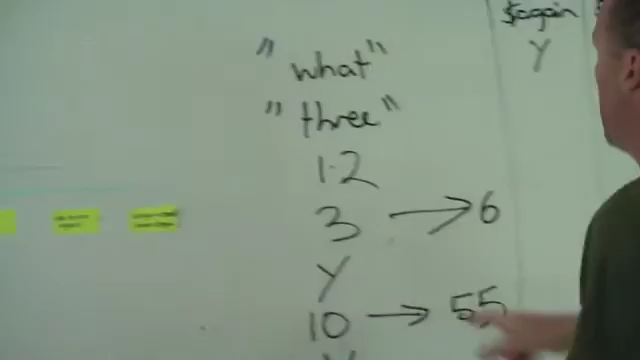 $again
Y
"what"
"three"
1.2
3 → 6
Y
10 → 55